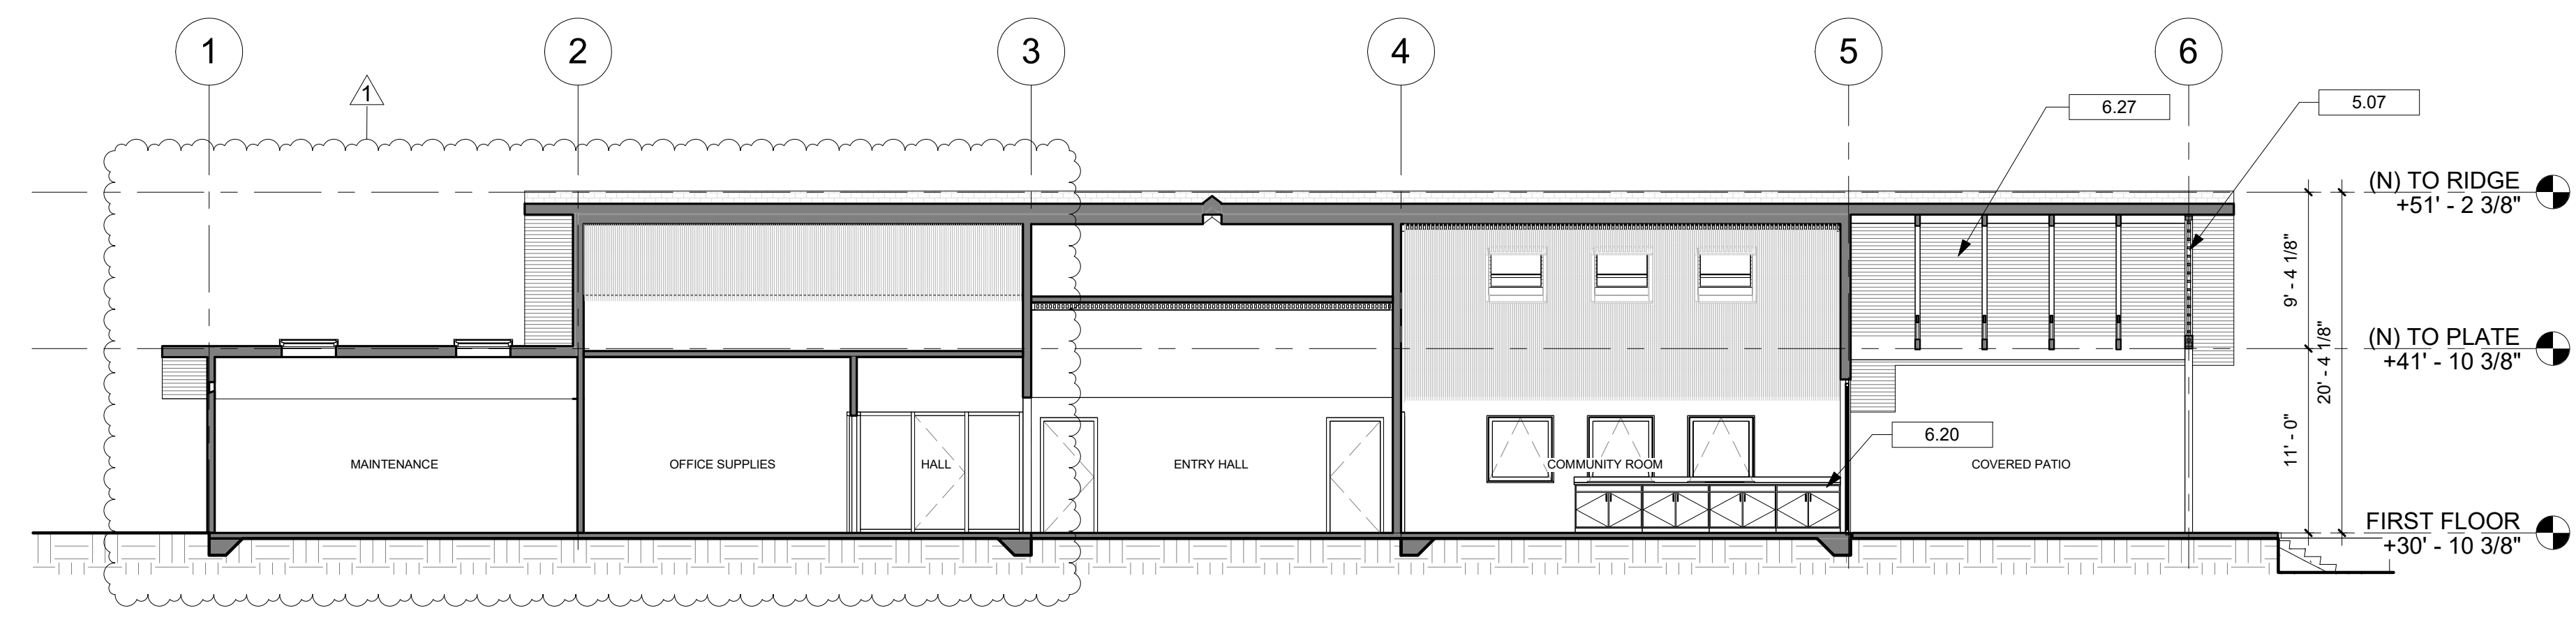 1
2
3
4
5
6
1
6.27
5.07
(N) TO RIDGE
+51' - 2 3/8"
9' - 4 1/8"
(N) TO PLATE
+41' - 10 3/8"
20' - 4 1/8"
11' - 0"
6.20
MAINTENANCE
OFFICE SUPPLIES
HALL
ENTRY HALL
COMMUNITY ROOM
COVERED PATIO
FIRST FLOOR
+30' - 10 3/8"